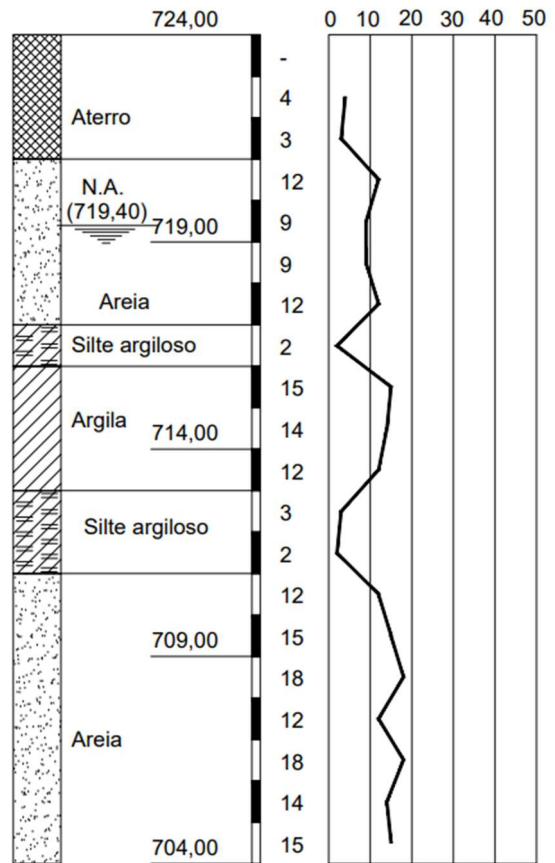 724,00 0 10 20 30 40 50
-
4
Aterro
3
N.A. 12
(719,40) 719,00 9
9
Areia 12
Silte argiloso 2
15
Argila 714,00 14
12
3
Silte argiloso
2
12
709,00 15
18
12
Areia
18
14
704,00 15